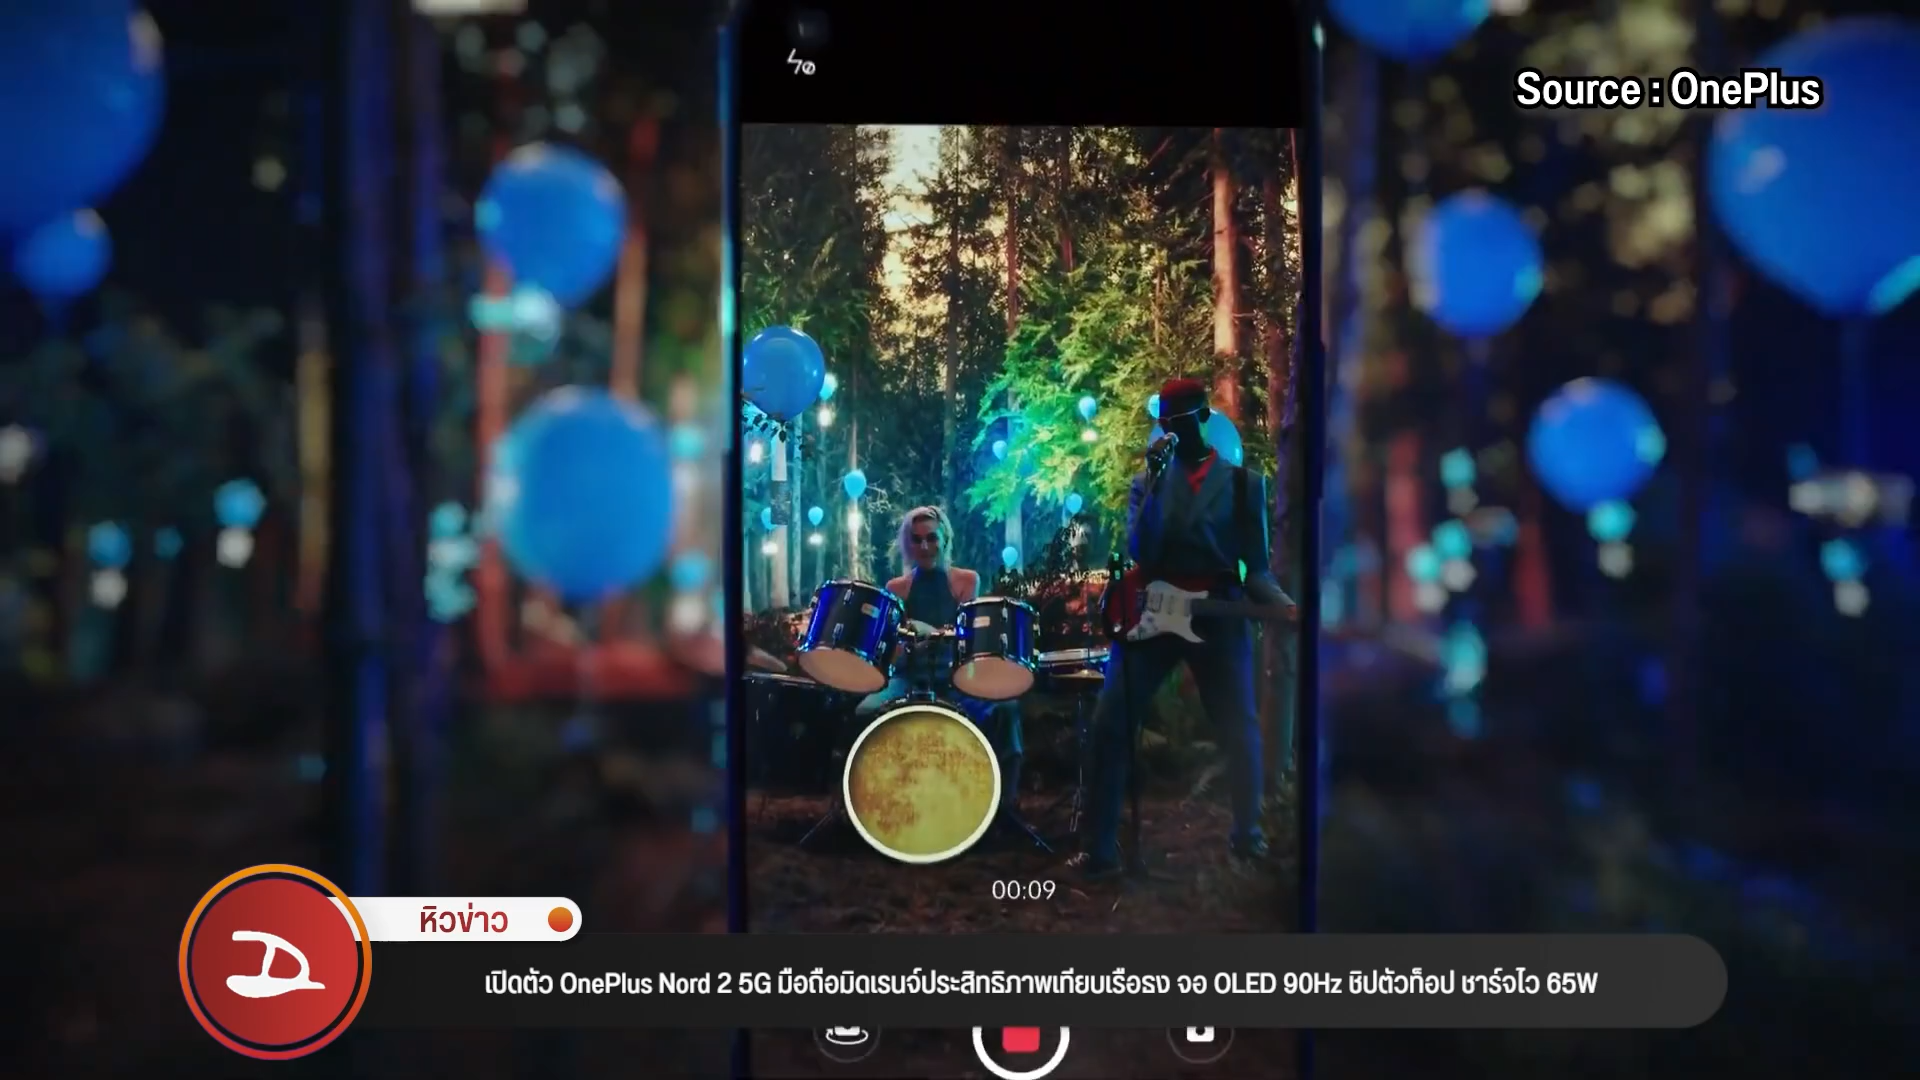 Source : OnePlus
00:09
หิวข่าว
เปิดตัว OnePlus Nord 2 5G มือถือมิดเรนจ์ประสิทธิภาพเทียบเรือธง จอ OLED 90Hz ชิปตัวท็อป ชาร์จไว 65W